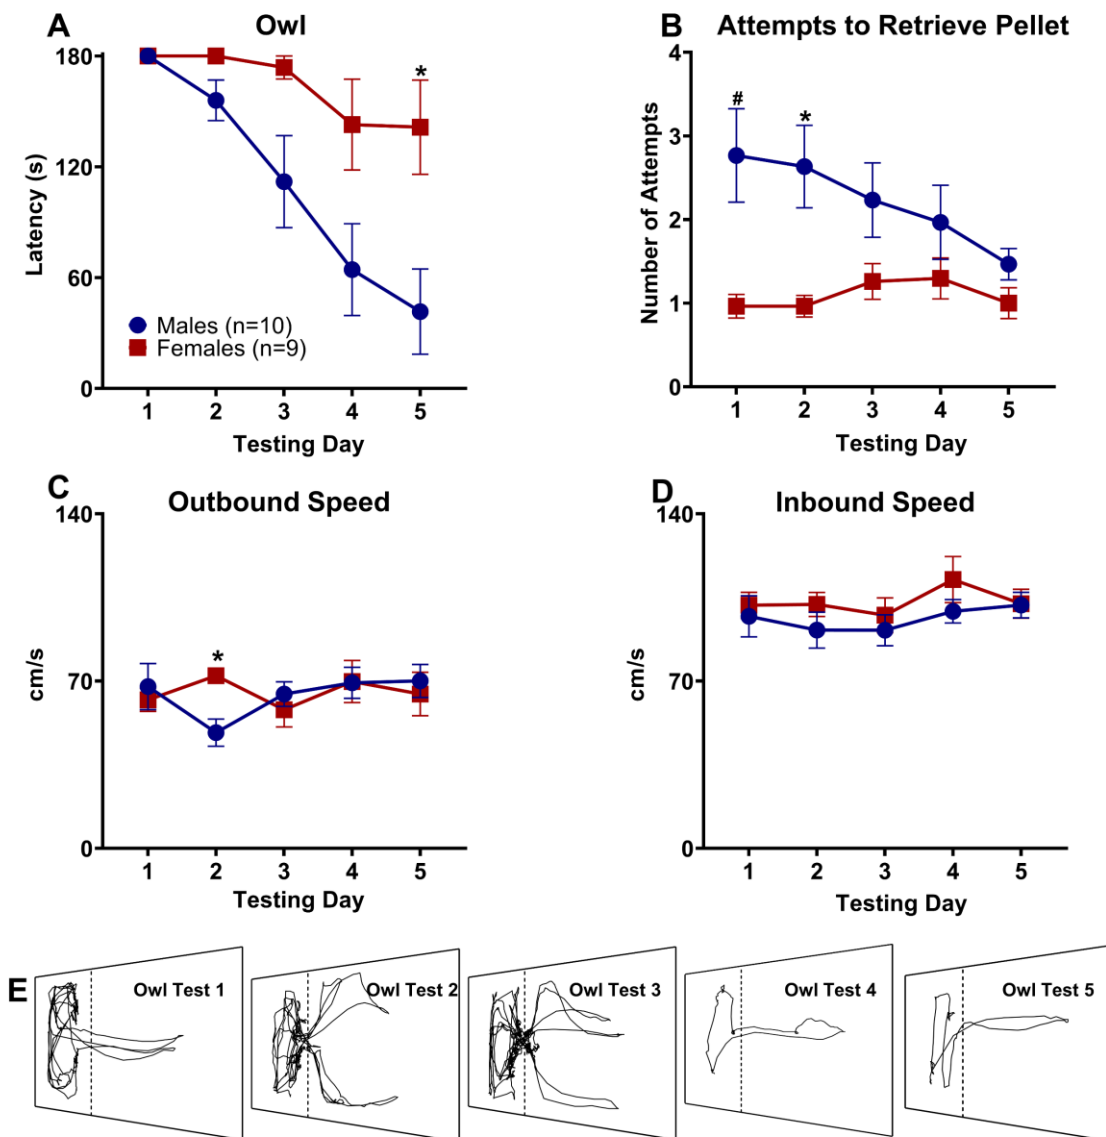 A
Owl
180
120
60
0
Latency (s)
*
Males (n=10)
Females (n=9)
1 2 3 4 5
Testing Day
B
Attempts to Retrieve Pellet
4
3
2
1
0
Number of Attempts
#
*
1 2 3 4 5
Testing Day
C
Outbound Speed
140
70
0
cm/s
*
1 2 3 4 5
Testing Day
D
Inbound Speed
140
70
0
cm/s
1 2 3 4 5
Testing Day
E
Owl Test 1
Owl Test 2
Owl Test 3
Owl Test 4
Owl Test 5